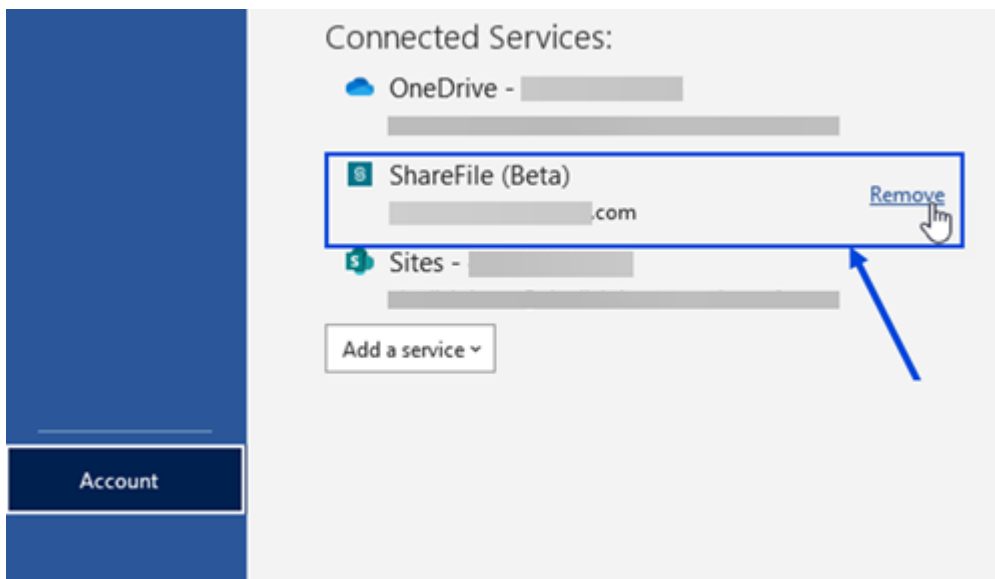 Connected Services:
OneDrive -
ShareFile (Beta)
Remove
.com
Sites -
Add a service
Account